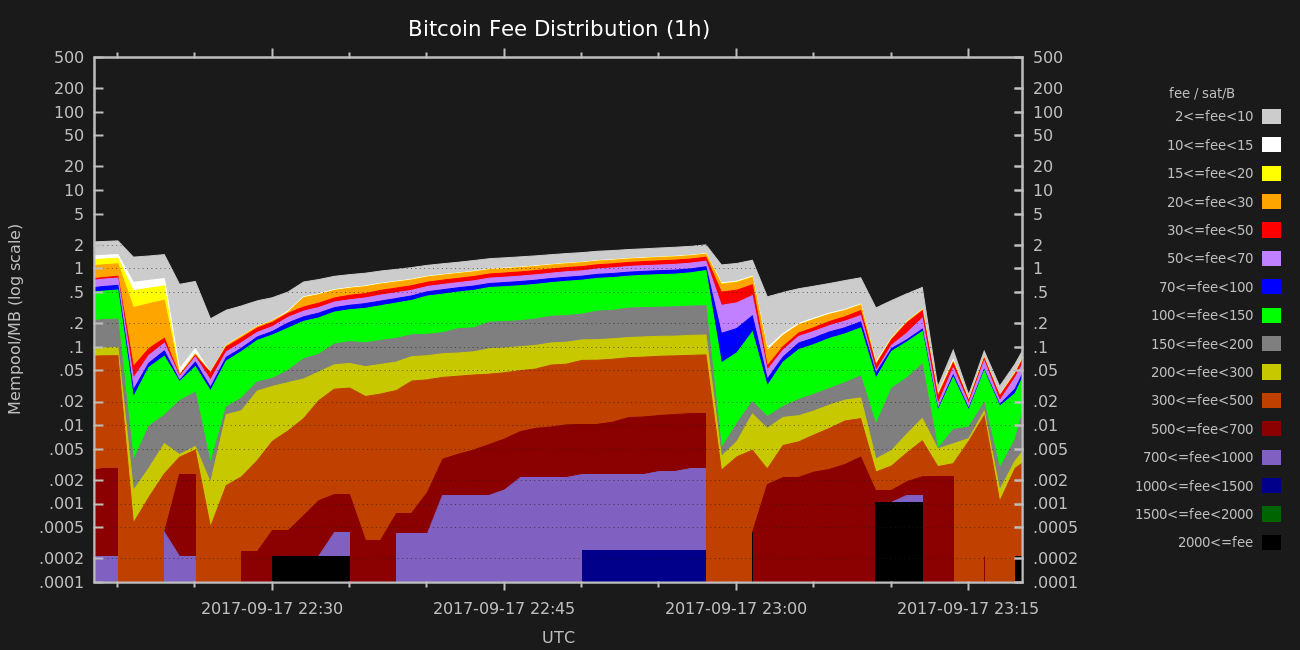 Bitcoin Fee Distribution (1h)
Mempool/MB (log scale)
500
200
100
50
20
10
5
2
1
.5
.2
.1
.05
.02
.01
.005
.002
.001
.0005
.0002
.0001
500
200
100
50
20
10
5
2
1
.5
.2
.1
.05
.02
.01
.005
.002
.001
.0005
.0002
.0001
fee / sat/B
2<=fee<10
10<=fee<15
15<=fee<20
20<=fee<30
30<=fee<50
50<=fee<70
70<=fee<100
100<=fee<150
150<=fee<200
200<=fee<300
300<=fee<500
500<=fee<700
700<=fee<1000
1000<=fee<1500
1500<=fee<2000
2000<=fee
2017-09-17 22:30 2017-09-17 22:45 2017-09-17 23:00 2017-09-17 23:15
UTC